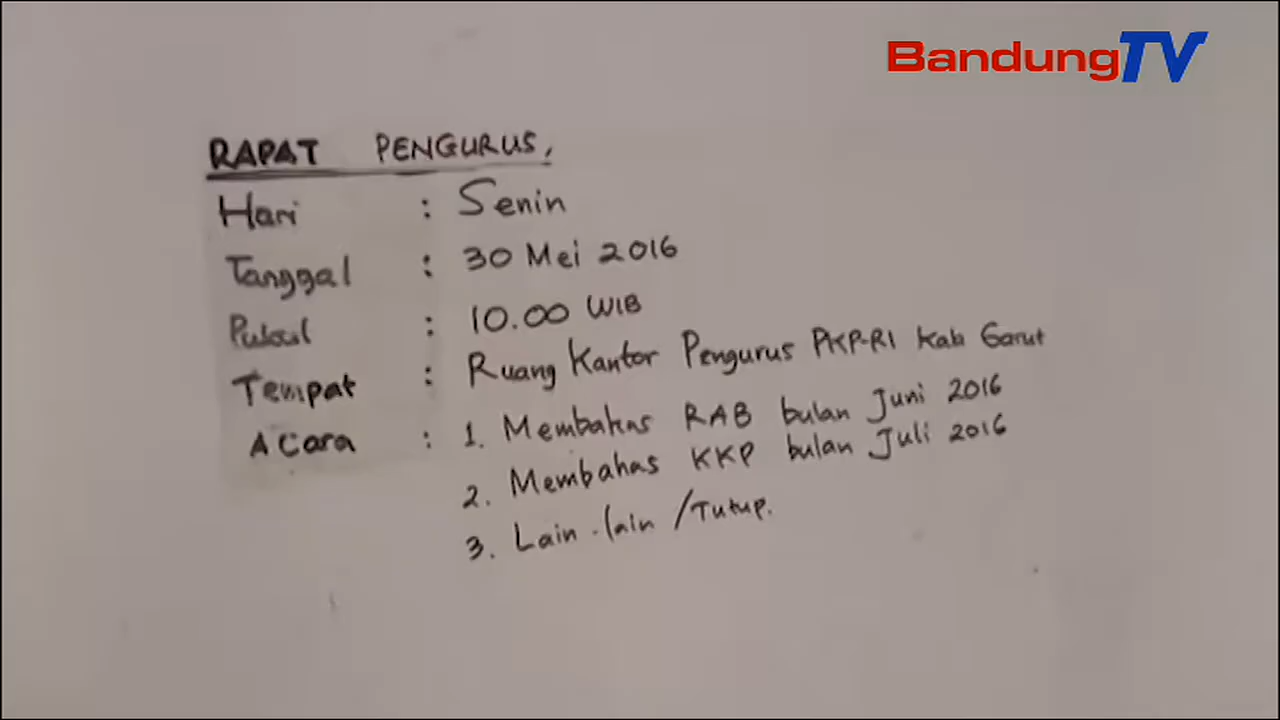 BandungTV
RAPAT PENGURUS,
Hari : Senin
Tanggal : 30 Mei 2016
Pukul : 10.00 WIB
Tempat : Ruang Kantor Pengurus PKP-RI Kab Garut
Acara : 1. Membahas RAB bulan Juni 2016
2. Membahas KKP bulan Juli 2016
3. Lain-lain /Tutup.